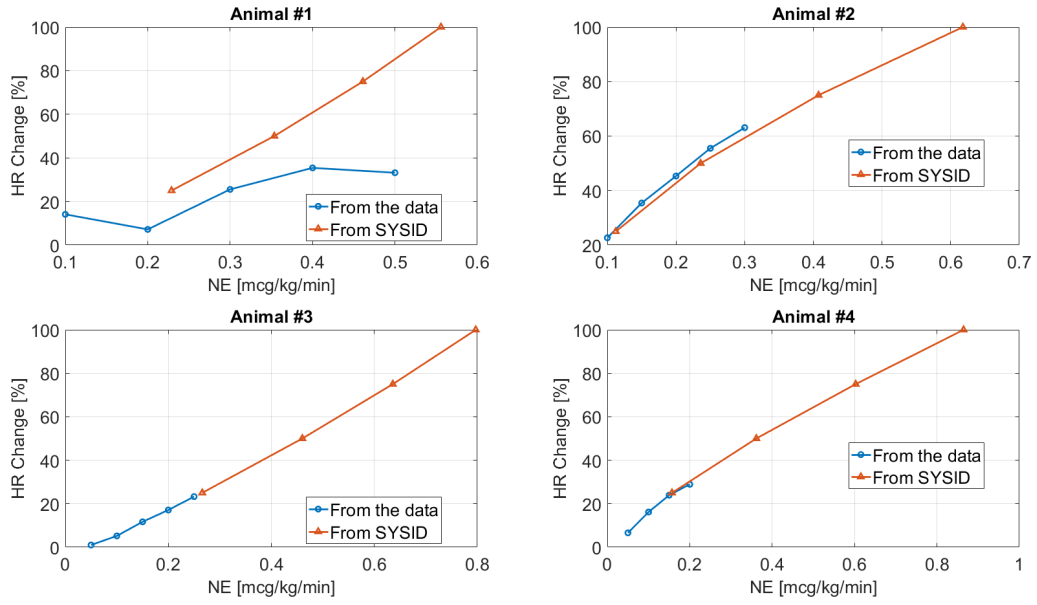 Animal #1
100
80
60
40
20
0
HR Change [%]
0.1 0.2 0.3 0.4 0.5 0.6
NE [mcg/kg/min]
From the data
From SYSID
Animal #2
100
80
60
40
20
HR Change [%]
0.1 0.2 0.3 0.4 0.5 0.6 0.7
NE [mcg/kg/min]
From the data
From SYSID
Animal #3
100
80
60
40
20
0
HR Change [%]
0 0.2 0.4 0.6 0.8
NE [mcg/kg/min]
From the data
From SYSID
Animal #4
100
80
60
40
20
0
HR Change [%]
0 0.2 0.4 0.6 0.8 1
NE [mcg/kg/min]
From the data
From SYSID